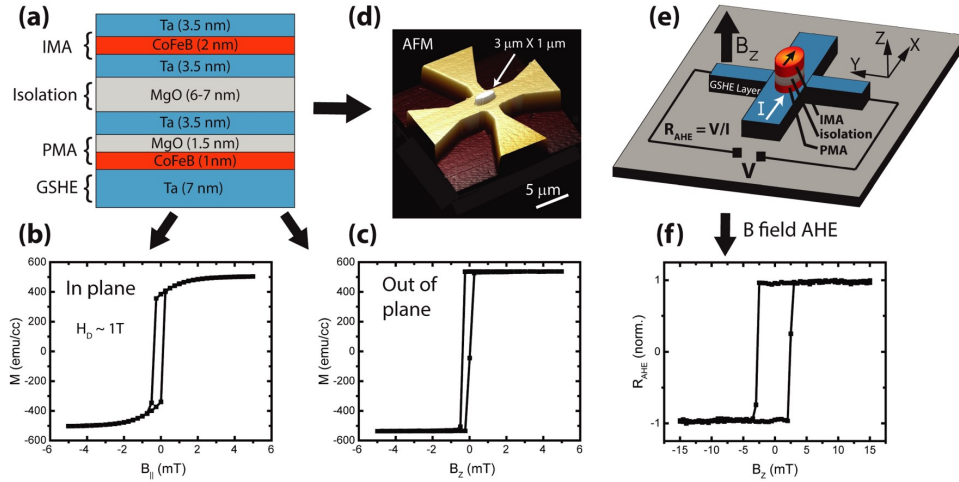 (a)
Ta (3.5 nm)
IMA
CoFeB (2 nm)
Ta (3.5 nm)
Isolation
MgO (6-7 nm)
Ta (3.5 nm)
PMA
MgO (1.5 nm)
CoFeB (1nm)
GSHE
Ta (7 nm)
(d)
AFM
3 μm X 1 μm
5 μm
(e)
B_Z
Z
X
Y
GSHE Layer
I
IMA
isolation
PMA
R_AHE = V/I
V
B field AHE
(b)
In plane
H_D ~ 1T
M (emu/cc)
600
400
200
0
-200
-400
-600
-6 -4 -2 0 2 4 6
B_|| (mT)
(c)
Out of
plane
M (emu/cc)
600
400
200
0
-200
-400
-600
-6 -4 -2 0 2 4 6
B_Z (mT)
(f)
R_AHE (norm.)
1
0
-1
-15 -10 -5 0 5 10 15
B_Z (mT)